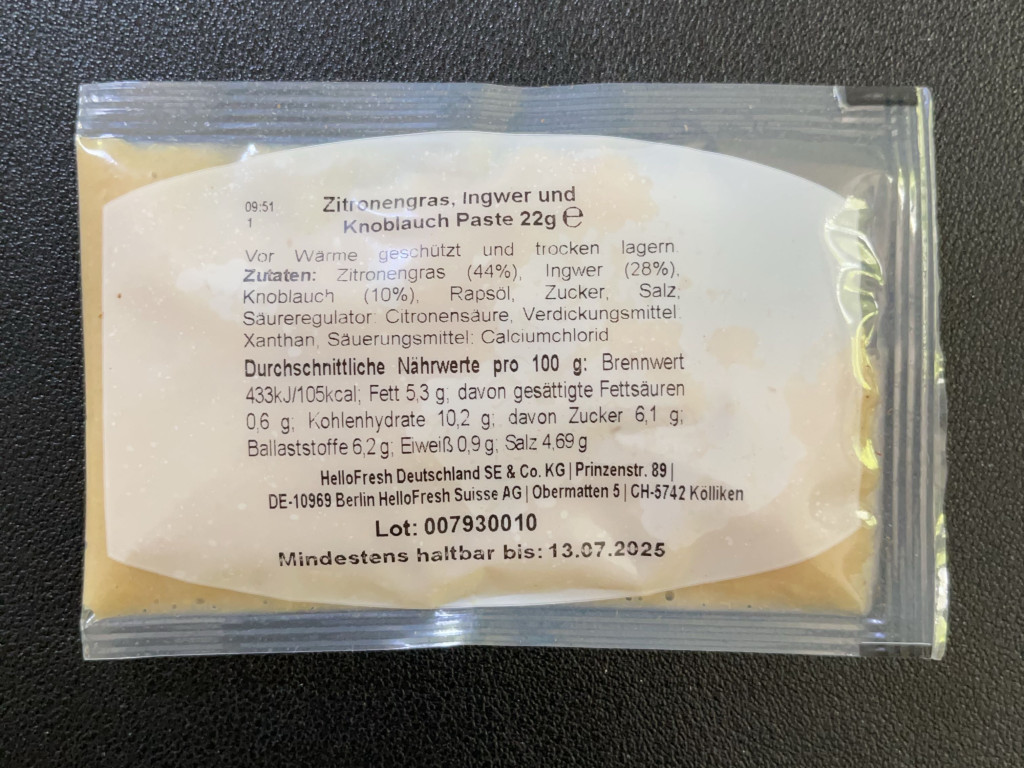 09:51
1
Zitronengras, Ingwer und
Knoblauch Paste 22g ℮
Vor Wärme geschützt und trocken lagern.
Zutaten: Zitronengras (44%), Ingwer (28%),
Knoblauch (10%), Rapsöl, Zucker, Salz,
Säureregulator: Citronensäure, Verdickungsmittel:
Xanthan, Säuerungsmittel: Calciumchlorid
Durchschnittliche Nährwerte pro 100 g: Brennwert
433kJ/105kcal; Fett 5,3 g, davon gesättigte Fettsäuren
0,6 g; Kohlenhydrate 10,2 g; davon Zucker 6,1 g;
Ballaststoffe 6,2 g; Eiweiß 0,9 g; Salz 4,69 g
HelloFresh Deutschland SE & Co. KG | Prinzenstr. 89 |
DE-10969 Berlin HelloFresh Suisse AG | Obermatten 5 | CH-5742 Kölliken
Lot: 007930010
Mindestens haltbar bis: 13.07.2025